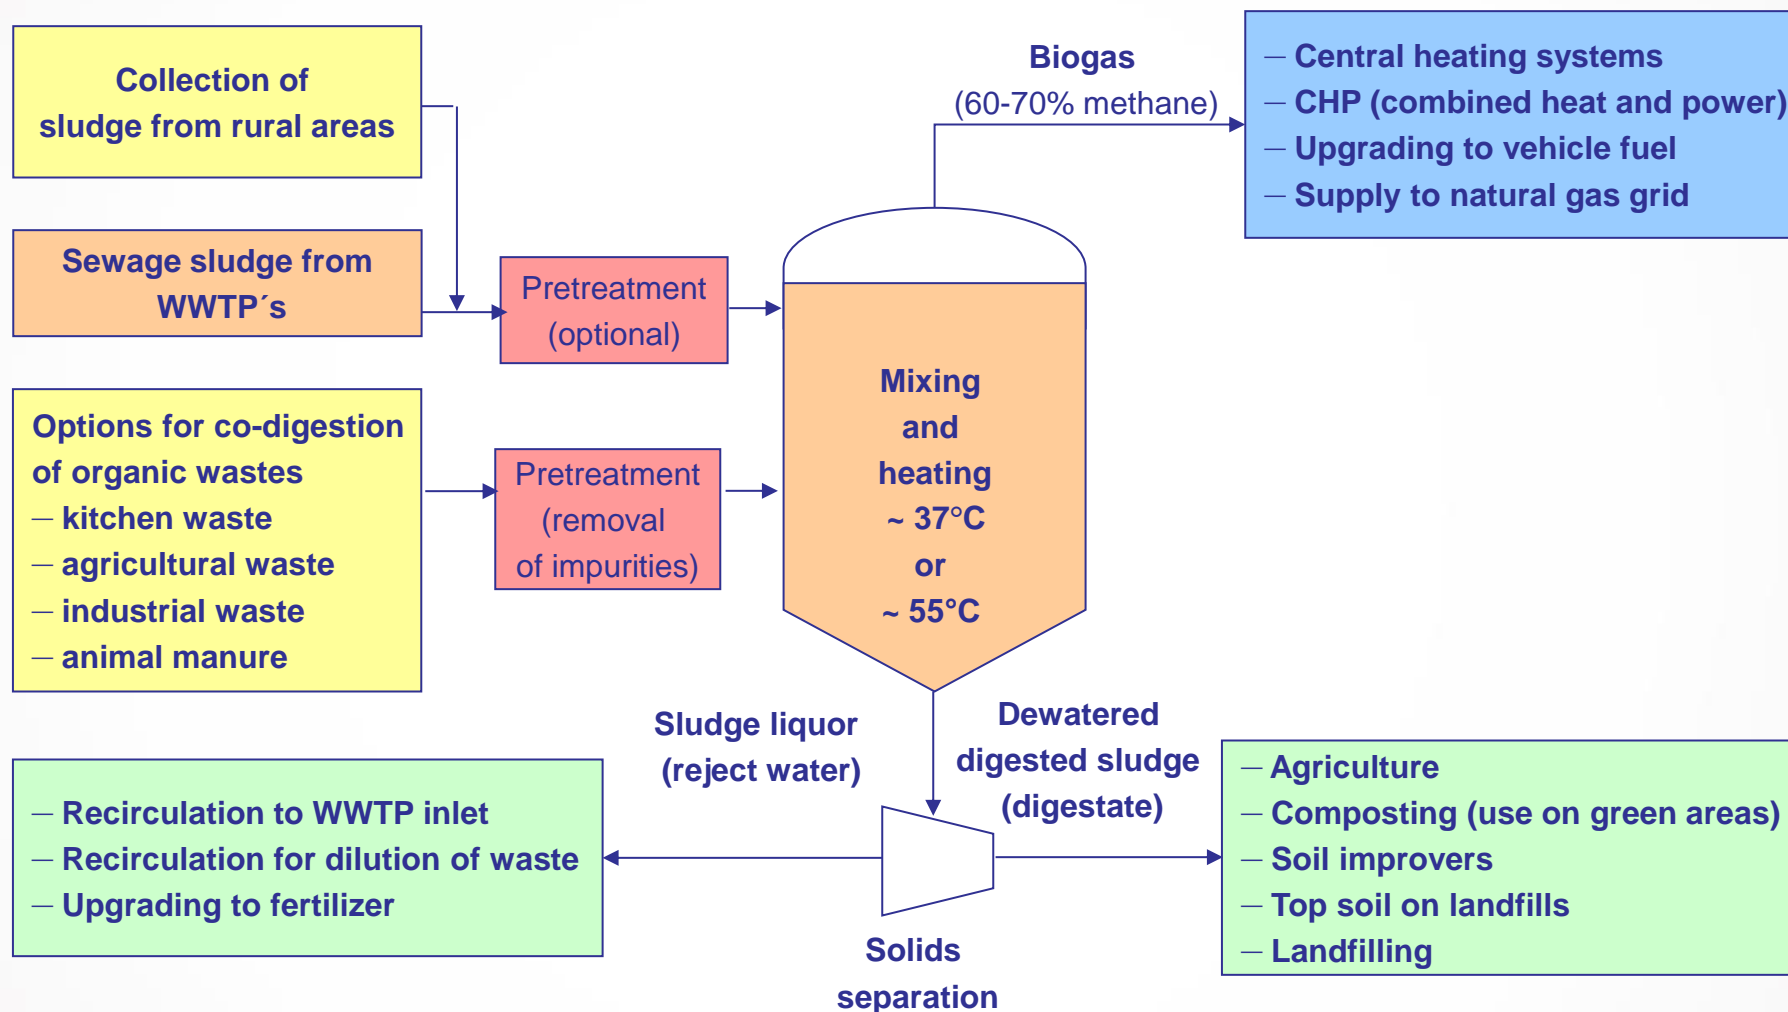 Collection of
sludge from rural areas
Sewage sludge from
WWTP´s
Options for co-digestion
of organic wastes
– kitchen waste
– agricultural waste
– industrial waste
– animal manure
Pretreatment
(optional)
Pretreatment
(removal
of impurities)
Mixing
and
heating
~ 37°C
or
~ 55°C
Biogas
(60-70% methane)
– Central heating systems
– CHP (combined heat and power)
– Upgrading to vehicle fuel
– Supply to natural gas grid
Sludge liquor
(reject water)
Dewatered
digested sludge
(digestate)
– Recirculation to WWTP inlet
– Recirculation for dilution of waste
– Upgrading to fertilizer
Solids
separation
– Agriculture
– Composting (use on green areas)
– Soil improvers
– Top soil on landfills
– Landfilling